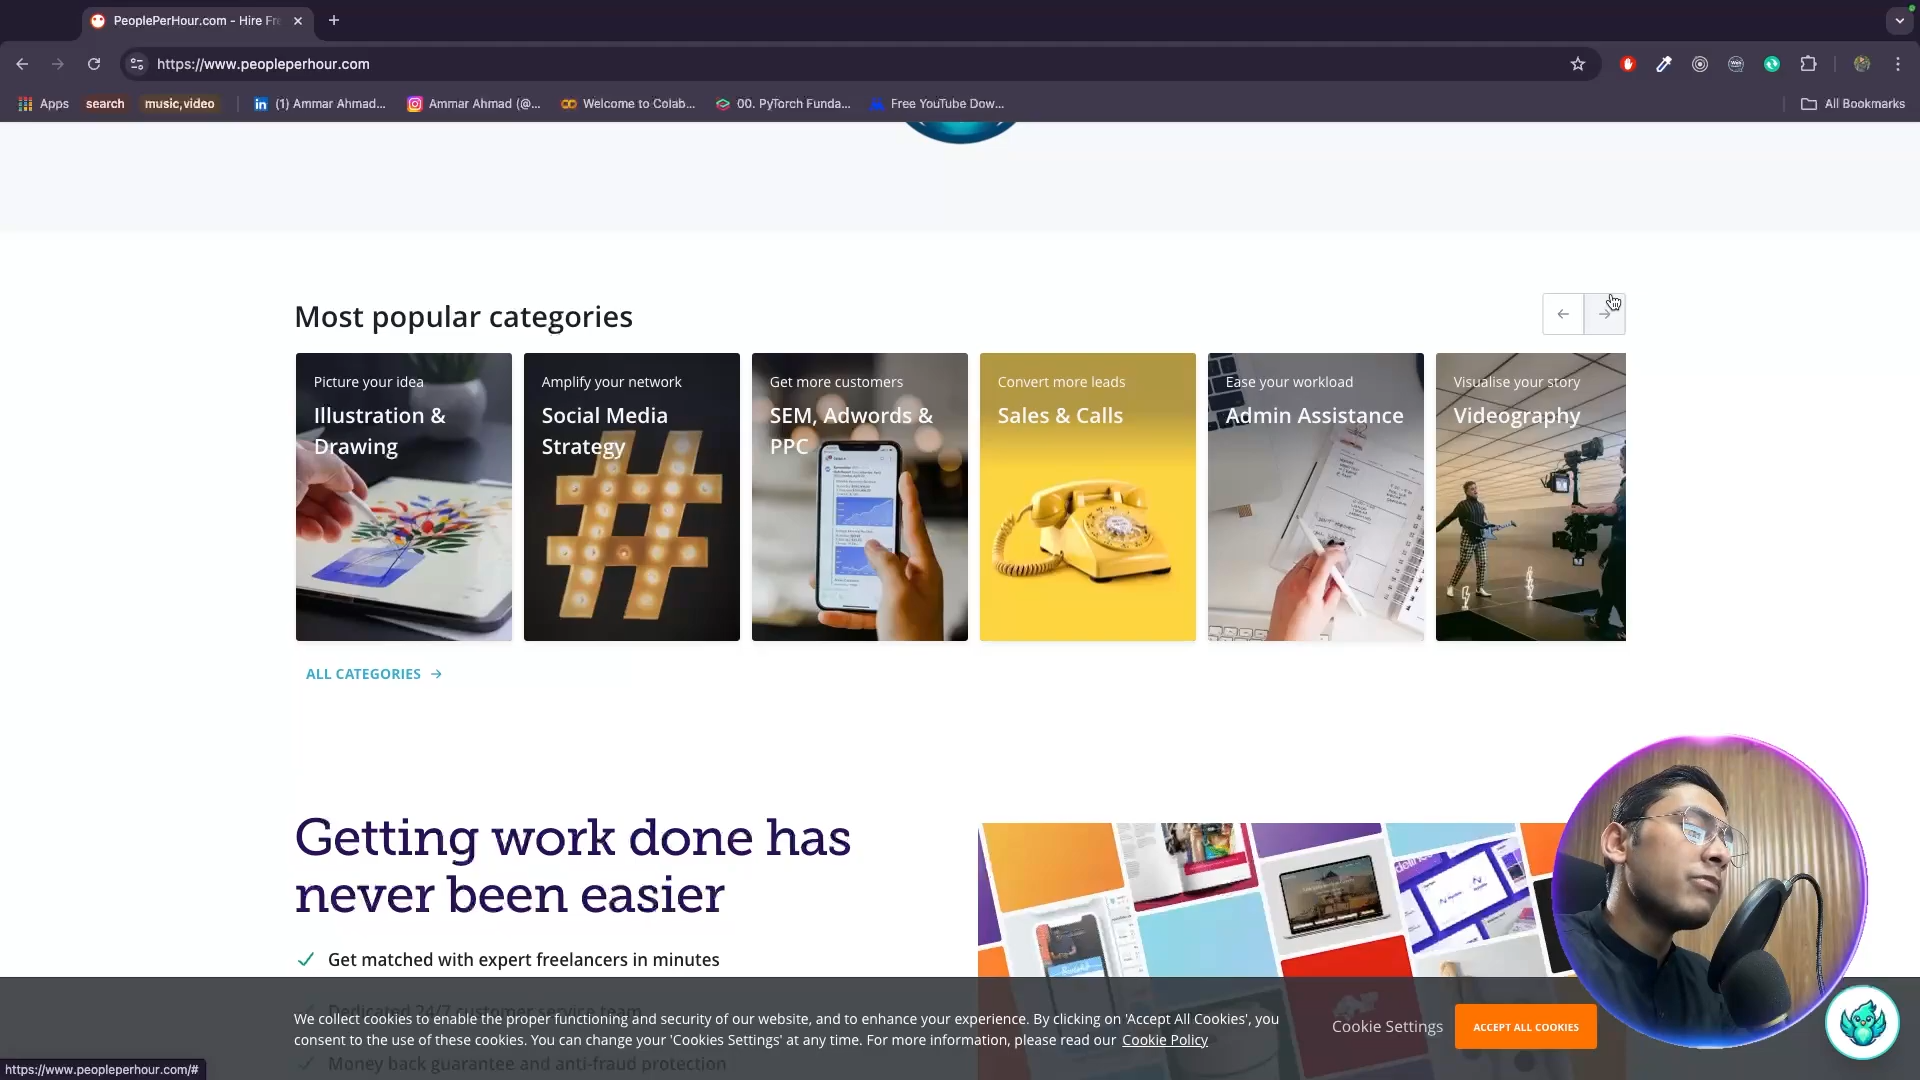 PeoplePerHour.com - Hire Fre
https://www.peopleperhour.com
Apps
search
music,video
(1) Ammar Ahmad...
Ammar Ahmad (@...
Welcome to Colab...
00. PyTorch Funda...
Free YouTube Dow...
All Bookmarks
Most popular categories
Picture your idea
Illustration &
Drawing
Amplify your network
Social Media
Strategy
Get more customers
SEM, Adwords &
PPC
Convert more leads
Sales & Calls
Ease your workload
Admin Assistance
Visualise your story
Videography
ALL CATEGORIES
Getting work done has
never been easier
Get matched with expert freelancers in minutes
Dedicated 24/7 customer service team
We collect cookies to enable the proper functioning and security of our website, and to enhance your experience. By clicking on 'Accept All Cookies', you
consent to the use of these cookies. You can change your 'Cookies Settings' at any time. For more information, please read our Cookie Policy
Cookie Settings
ACCEPT ALL COOKIES
Money back guarantee and anti-fraud protection
https://www.peopleperhour.com/#